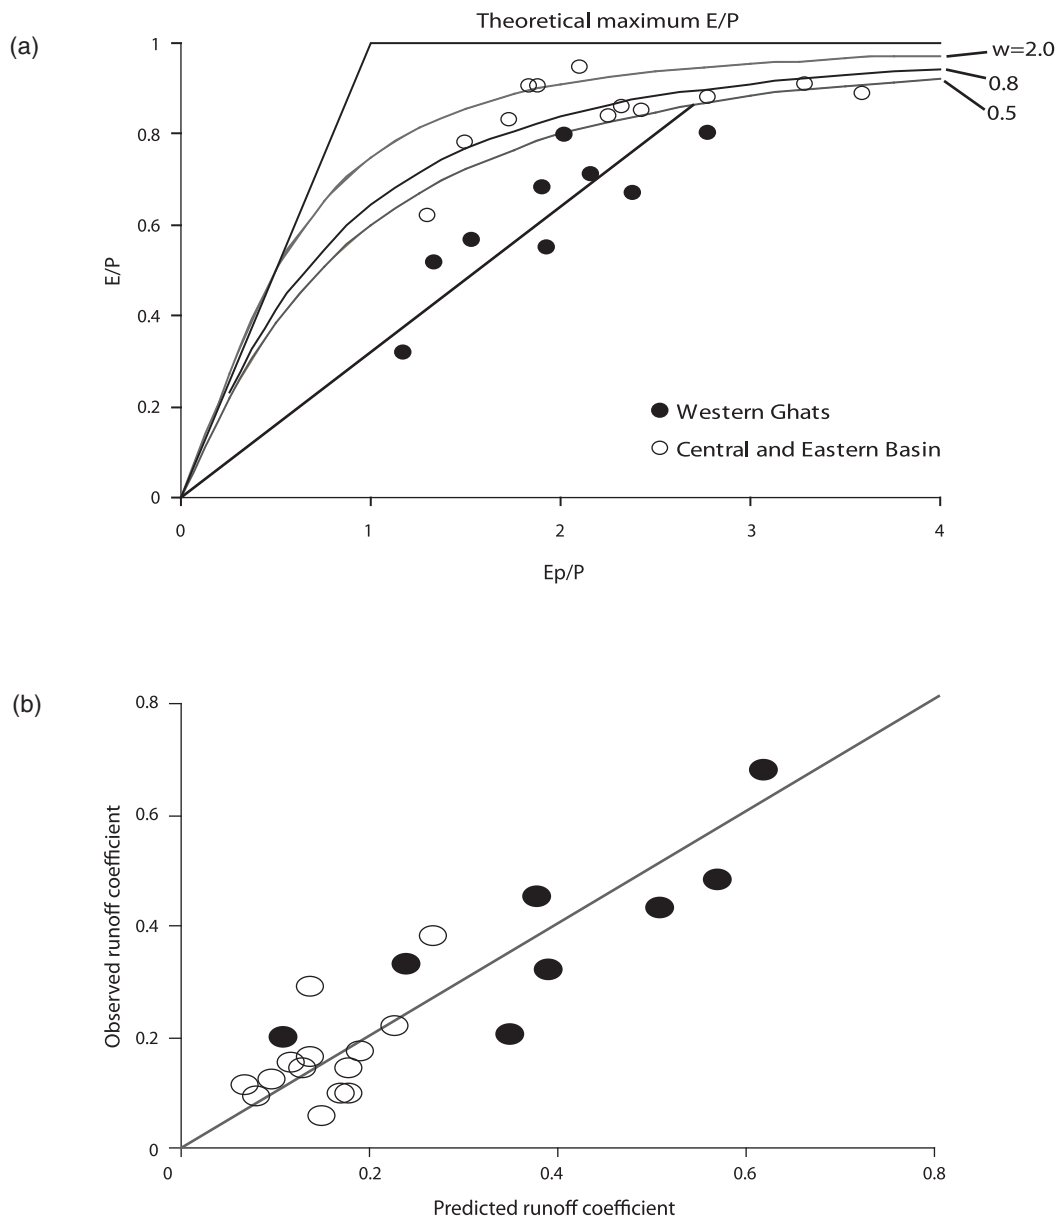 (a)
Theoretical maximum E/P
1
w=2.0
0.8
0.8
0.5
0.6
E/P
0.4
Western Ghats
0.2
Central and Eastern Basin
0
0 1 2 3 4
Ep/P
(b)
0.8
0.6
Observed runoff coefficient
0.4
0.2
0
0 0.2 0.4 0.6 0.8
Predicted runoff coefficient